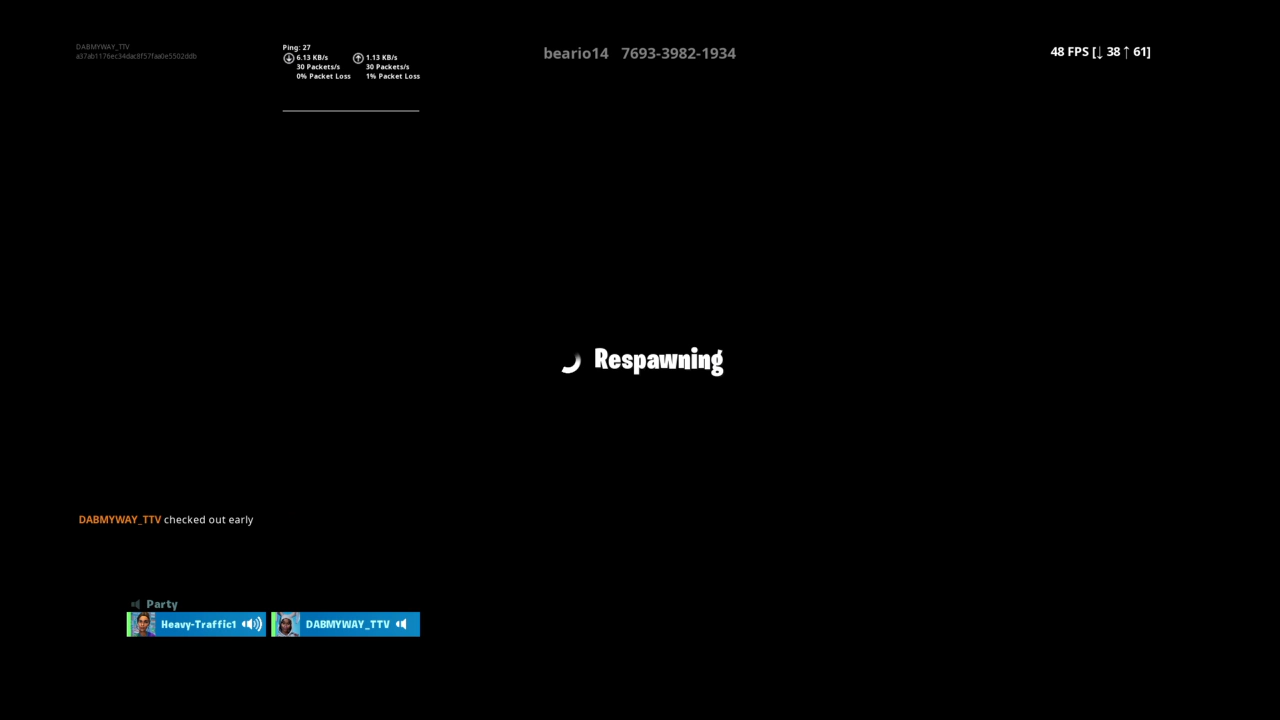 DABMYWAY_TTV
Ping: 27
6.13 KB/s 1.13 KB/s
30 Packets/s 30 Packets/s
0% Packet Loss 1% Packet Loss
beario14 7693-3982-1934
48 FPS [↓ 38 ↑ 61]
Respawning
DABMYWAY_TTV checked out early
Party
Heavy-Traffic1 DABMYWAY_TTV